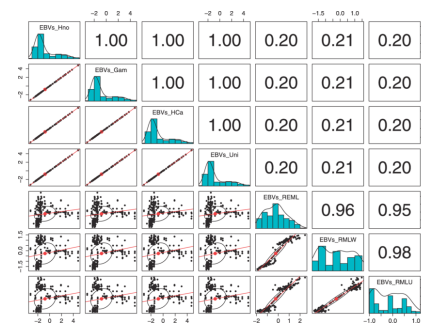 −2 0 2 4
−1.5 0.0 1.0
EBVs_Hno
1.00 1.00 1.00 0.20 0.21 0.20
−2 2 4
EBVs_Gam
1.00 1.00 0.20 0.21 0.20
−2 2 4
EBVs_HCa
1.00 0.20 0.21 0.20
−2 2 4
EBVs_Uni
0.20 0.21 0.20
EBVs_REML
0.96 0.95
−1.5 0.0 1.5
EBVs_RMLW
0.98
EBVs_RMLU
−2 0 2 4 −2 0 2 4 −2 0 1 2 −1.0 0.0 1.0